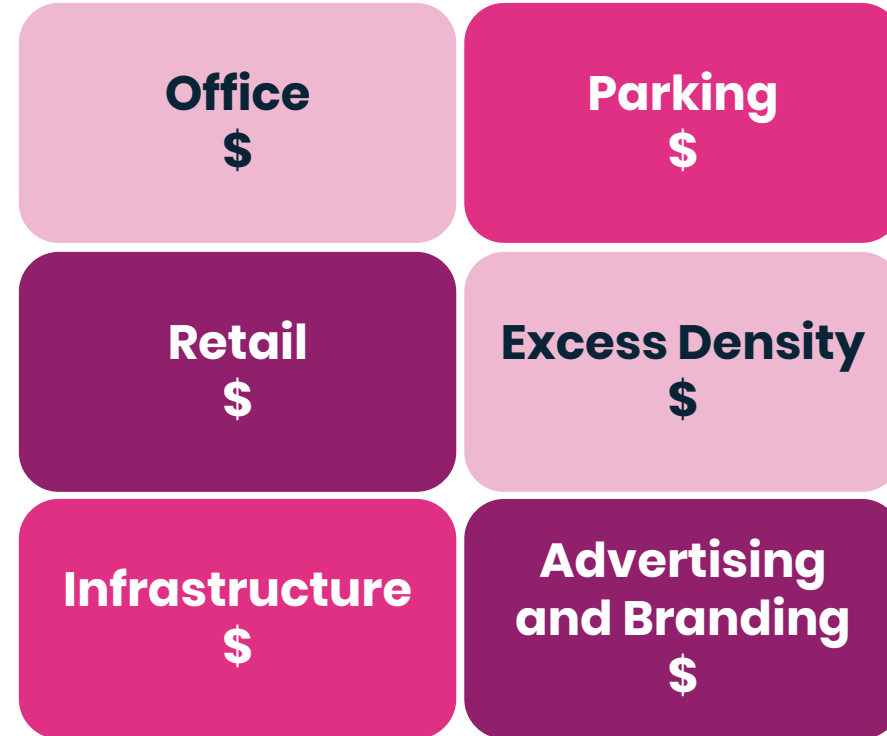 Office
$
Parking
$
Retail
$
Excess Density
$
Infrastructure
$
Advertising
and Branding
$